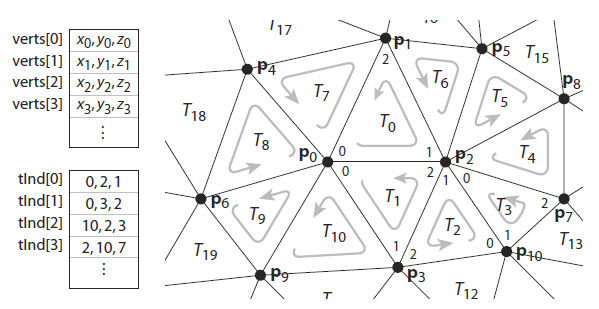 verts[0] x₀,y₀,z₀
verts[1] x₁,y₁,z₁
verts[2] x₂,y₂,z₂
verts[3] x₃,y₃,z₃
⋮
tInd[0] 0, 2, 1
tInd[1] 0, 3, 2
tInd[2] 10, 2, 3
tInd[3] 2, 10, 7
⋮
T₁₇
p₁
p₅
T₁₅
2
p₄
T₆
p₈
T₇
T₅
T₁₈
T₀
T₈
T₄
p₀
0
1
p₂
0
2
1
0
T₁
p₆
T₃
2
p₇
T₉
T₂
T₁₀
1
2
0
1
p₁₀
T₁₃
T₁₉
p₉
p₃
T₁₂